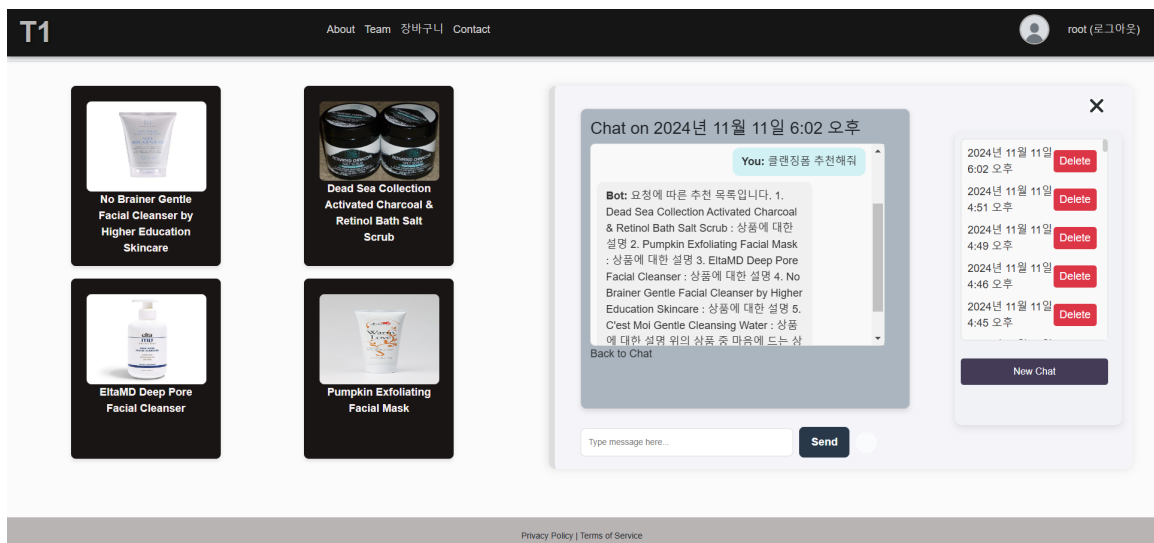 T1
About Team 장바구니 Contact
root (로그아웃)
No Brainer Gentle
Facial Cleanser by
Higher Education
Skincare
Dead Sea Collection
Activated Charcoal &
Retinol Bath Salt
Scrub
EltaMD Deep Pore
Facial Cleanser
Pumpkin Exfoliating
Facial Mask
Chat on 2024년 11월 11일 6:02 오후
You: 클랜징폼 추천해줘
Bot: 요청에 따른 추천 목록입니다. 1.
Dead Sea Collection Activated Charcoal
& Retinol Bath Salt Scrub : 상품에 대한
설명 2. Pumpkin Exfoliating Facial Mask
: 상품에 대한 설명 3. EltaMD Deep Pore
Facial Cleanser : 상품에 대한 설명 4. No
Brainer Gentle Facial Cleanser by Higher
Education Skincare : 상품에 대한 설명 5.
C'est Moi Gentle Cleansing Water : 상품
에 대한 설명 위의 상품 중 마음에 드는 상
Back to Chat
Type message here...
Send
2024년 11월 11일
6:02 오후
Delete
2024년 11월 11일
4:51 오후
Delete
2024년 11월 11일
4:49 오후
Delete
2024년 11월 11일
4:46 오후
Delete
2024년 11월 11일
4:45 오후
Delete
New Chat
Privacy Policy | Terms of Service